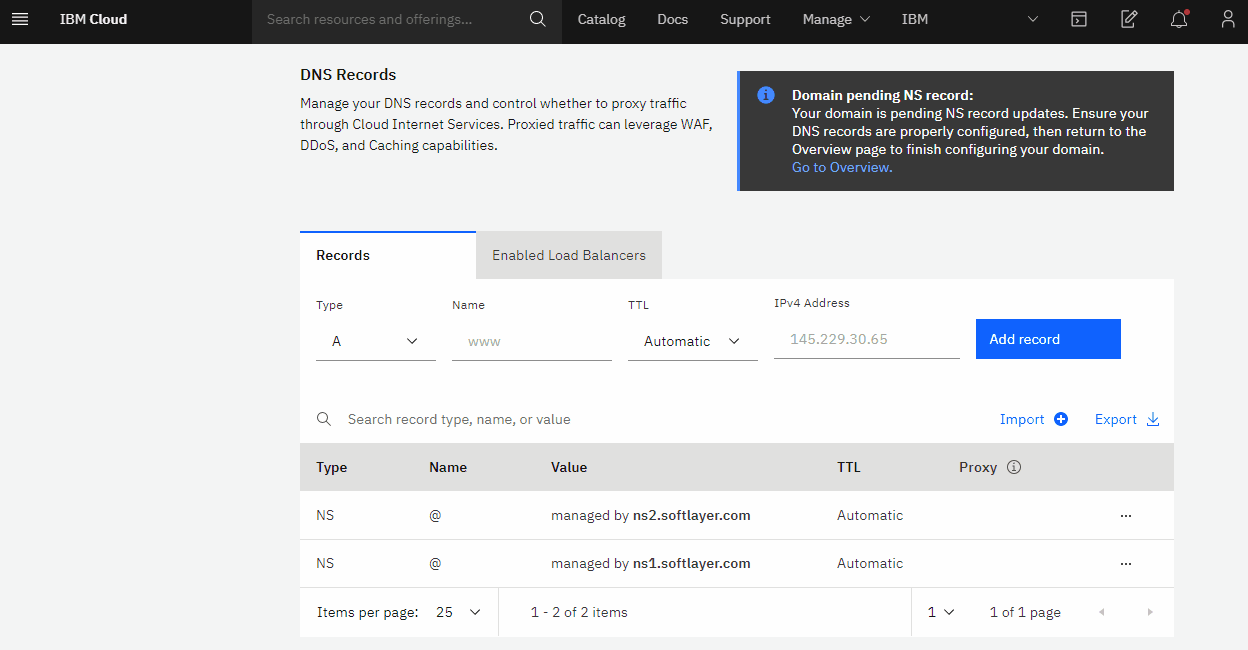 IBM Cloud
Search resources and offerings...
Catalog
Docs
Support
Manage
IBM
DNS Records
Manage your DNS records and control whether to proxy traffic
through Cloud Internet Services. Proxied traffic can leverage WAF,
DDoS, and Caching capabilities.
Domain pending NS record:
Your domain is pending NS record updates. Ensure your
DNS records are properly configured, then return to the
Overview page to finish configuring your domain.
Go to Overview.
Records
Enabled Load Balancers
Type
Name
TTL
IPv4 Address
A
www
Automatic
145.229.30.65
Add record
Search record type, name, or value
Import
Export
Type Name Value TTL Proxy
NS @ managed by ns2.softlayer.com Automatic ...
NS @ managed by ns1.softlayer.com Automatic ...
Items per page: 25
1 - 2 of 2 items
1
1 of 1 page